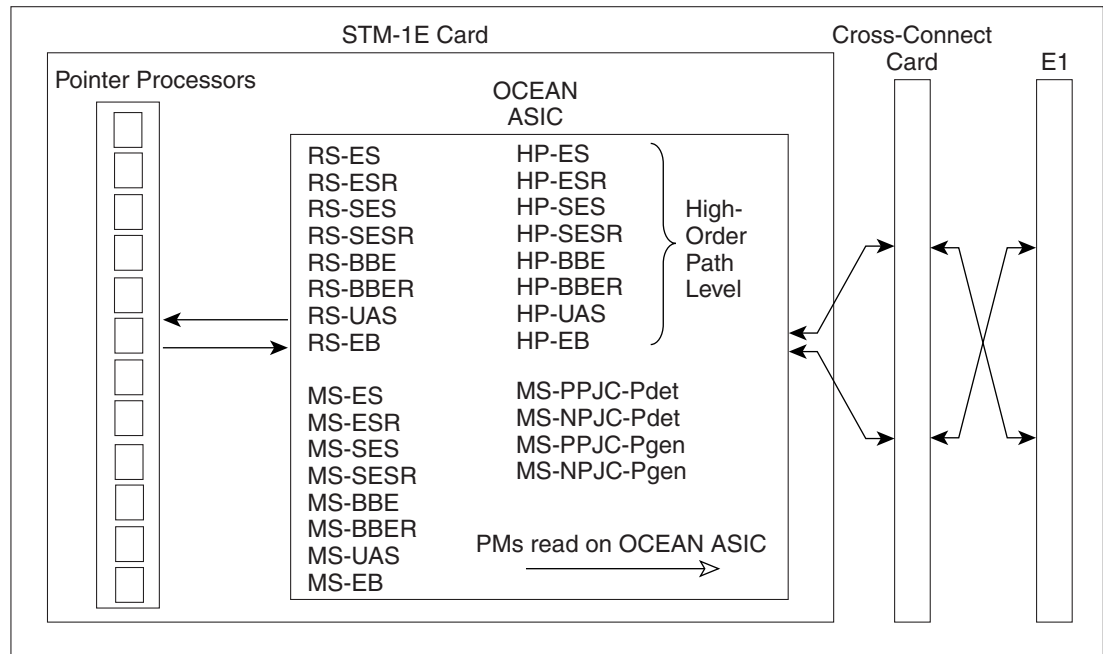 STM-1E Card
Cross-Connect
Card
E1
Pointer Processors
OCEAN
ASIC
RS-ES
RS-ESR
RS-SES
RS-SESR
RS-BBE
RS-BBER
RS-UAS
RS-EB
HP-ES
HP-ESR
HP-SES
HP-SESR
HP-BBE
HP-BBER
HP-UAS
HP-EB
High-
Order
Path
Level
MS-ES
MS-ESR
MS-SES
MS-SESR
MS-BBE
MS-BBER
MS-UAS
MS-EB
MS-PPJC-Pdet
MS-NPJC-Pdet
MS-PPJC-Pgen
MS-NPJC-Pgen
PMs read on OCEAN ASIC